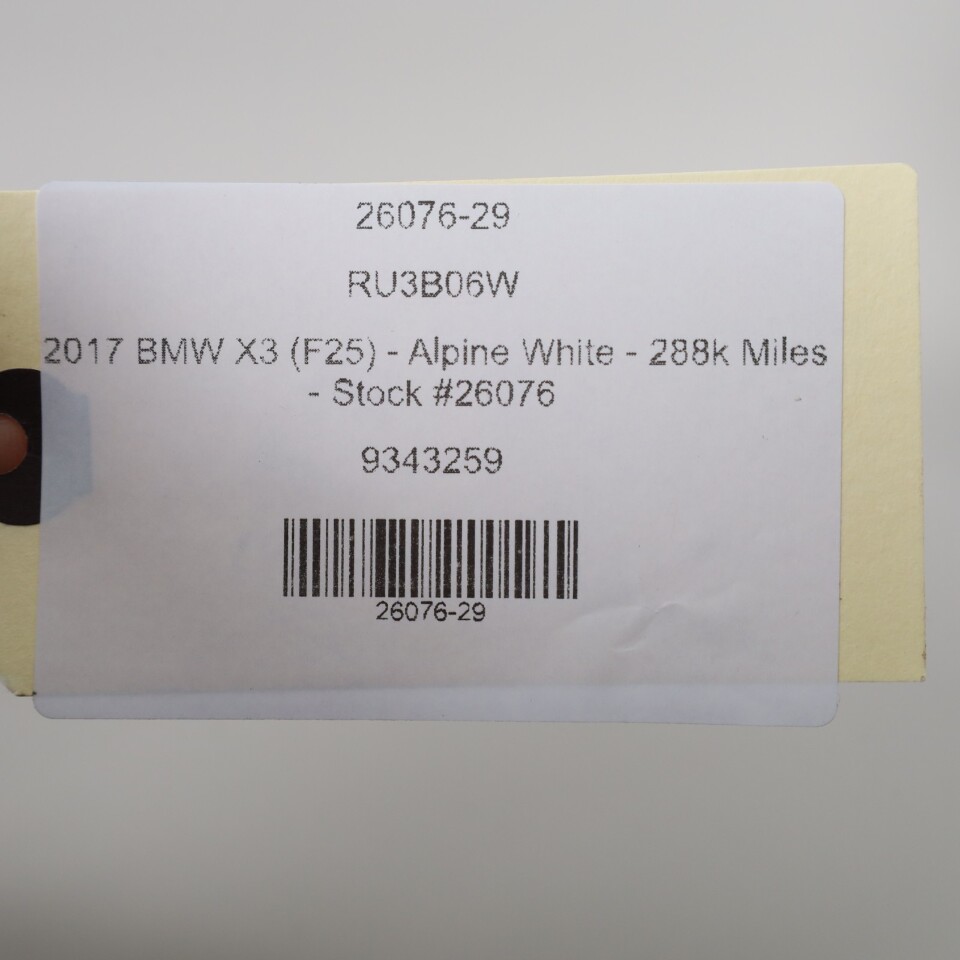 26076-29
RU3B06W
2017 BMW X3 (F25) - Alpine White - 288k Miles
- Stock #26076
9343259
26076-29